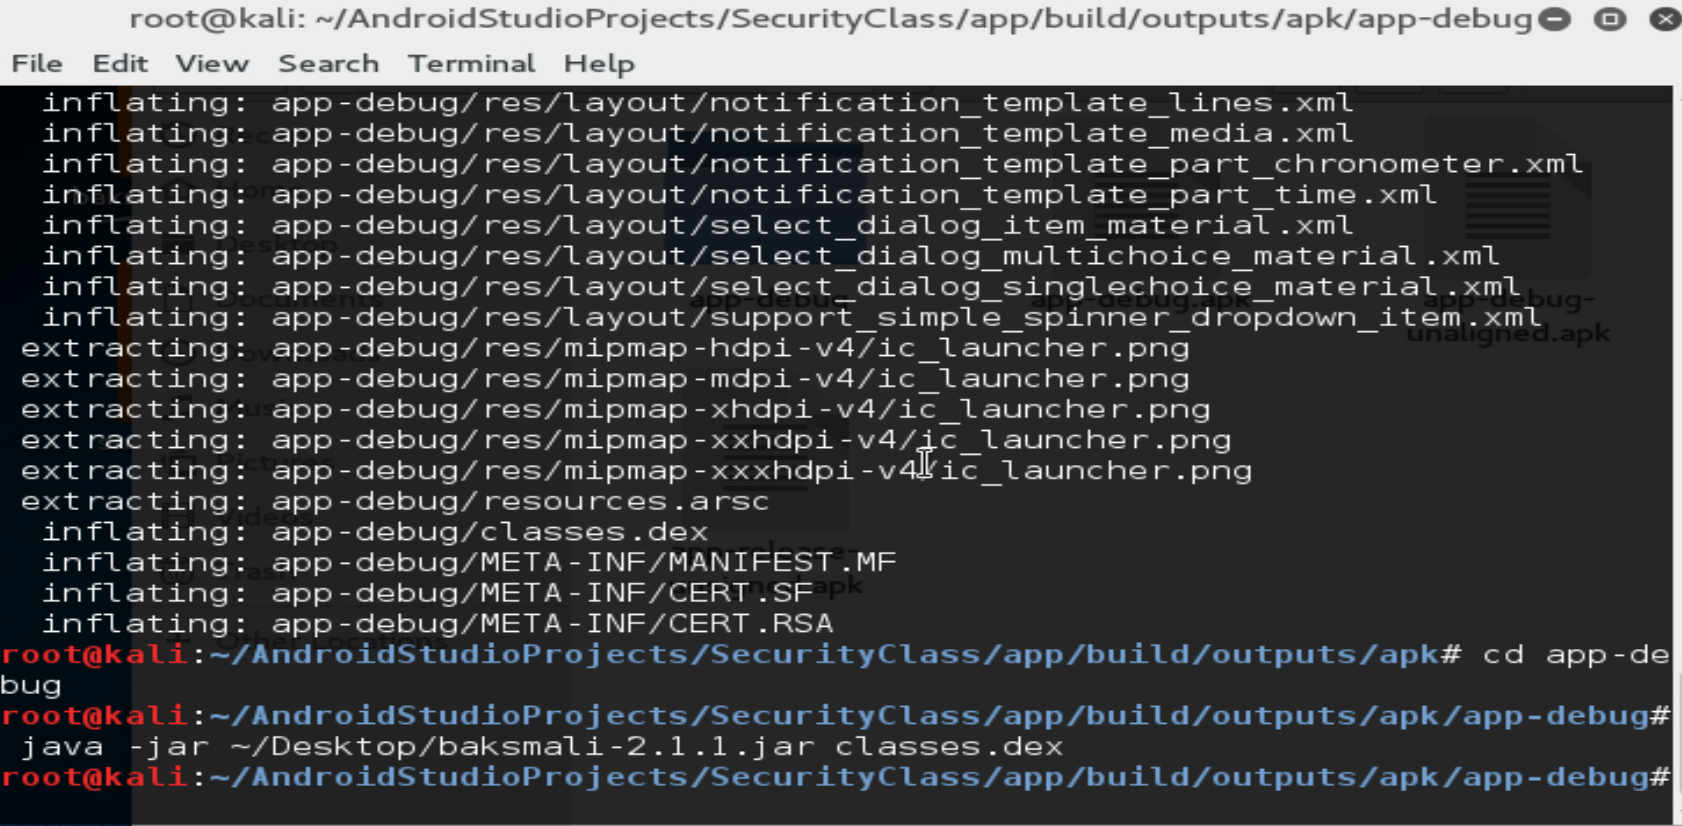 root@kali: ~/AndroidStudioProjects/SecurityClass/app/build/outputs/apk/app-debug
File Edit View Search Terminal Help
inflating: app-debug/res/layout/notification_template_lines.xml
inflating: app-debug/res/layout/notification_template_media.xml
inflating: app-debug/res/layout/notification_template_part_chronometer.xml
inflating: app-debug/res/layout/notification_template_part_time.xml
inflating: app-debug/res/layout/select_dialog_item_material.xml
inflating: app-debug/res/layout/select_dialog_multichoice_material.xml
inflating: app-debug/res/layout/select_dialog_singlechoice_material.xml
inflating: app-debug/res/layout/support_simple_spinner_dropdown_item.xml
extracting: app-debug/res/mipmap-hdpi-v4/ic_launcher.png
extracting: app-debug/res/mipmap-mdpi-v4/ic_launcher.png
extracting: app-debug/res/mipmap-xhdpi-v4/ic_launcher.png
extracting: app-debug/res/mipmap-xxhdpi-v4/ic_launcher.png
extracting: app-debug/res/mipmap-xxxhdpi-v4/ic_launcher.png
extracting: app-debug/resources.arsc
inflating: app-debug/classes.dex
inflating: app-debug/META-INF/MANIFEST.MF
inflating: app-debug/META-INF/CERT.SF
inflating: app-debug/META-INF/CERT.RSA
root@kali:~/AndroidStudioProjects/SecurityClass/app/build/outputs/apk# cd app-de
bug
root@kali:~/AndroidStudioProjects/SecurityClass/app/build/outputs/apk/app-debug#
java -jar ~/Desktop/baksmali-2.1.1.jar classes.dex
root@kali:~/AndroidStudioProjects/SecurityClass/app/build/outputs/apk/app-debug#